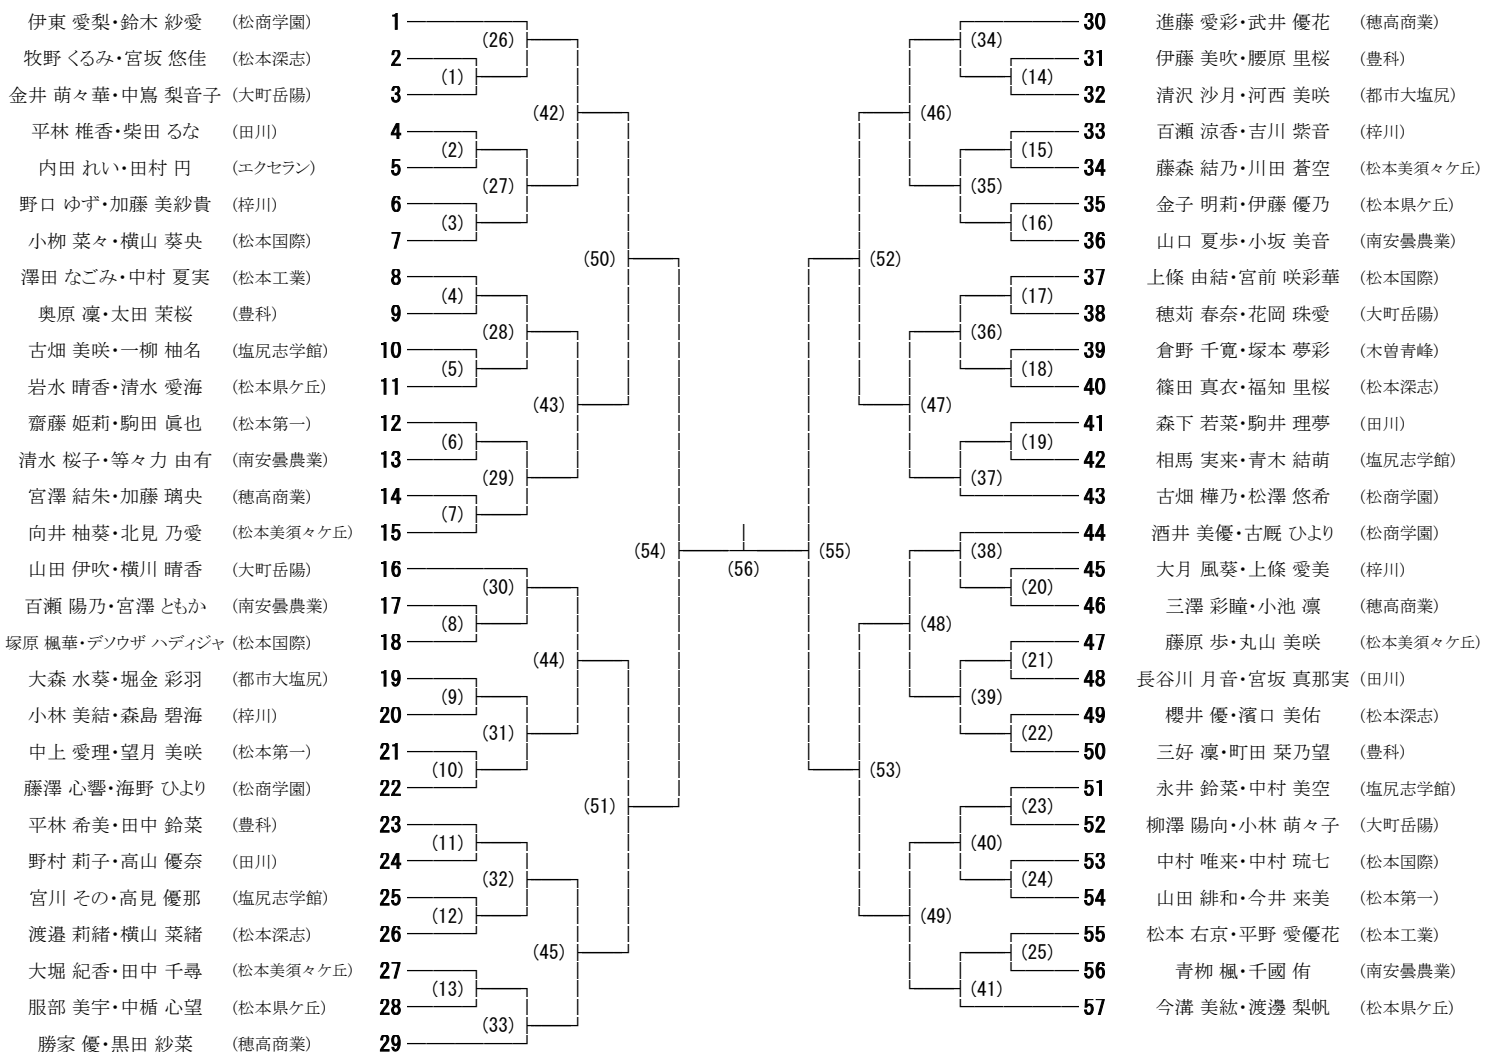 伊東 愛梨・鈴木 紗愛 (松商学園) 1
牧野 くるみ・宮坂 悠佳 (松本深志) 2
金井 萌々華・中嶌 梨音子 (大町岳陽) 3
平林 椎香・柴田 るな (田川) 4
内田 れい・田村 円 (エクセラン) 5
野口 ゆず・加藤 美紗貴 (梓川) 6
小栁 菜々・横山 葵央 (松本国際) 7
澤田 なごみ・中村 夏実 (松本工業) 8
奥原 凜・太田 茉桜 (豊科) 9
古畑 美咲・一柳 柚名 (塩尻志学館) 10
岩水 晴香・清水 愛海 (松本県ケ丘) 11
齋藤 姫莉・駒田 眞也 (松本第一) 12
清水 桜子・等々力 由有 (南安曇農業) 13
宮澤 結朱・加藤 璃央 (穂高商業) 14
向井 柚葵・北見 乃愛 (松本美須々ケ丘) 15
山田 伊吹・横川 晴香 (大町岳陽) 16
百瀬 陽乃・宮澤 ともか (南安曇農業) 17
塚原 楓華・デソウザ ハディジャ (松本国際) 18
大森 水葵・堀金 彩羽 (都市大塩尻) 19
小林 美結・森島 碧海 (梓川) 20
中上 愛理・望月 美咲 (松本第一) 21
藤澤 心響・海野 ひより (松商学園) 22
平林 希美・田中 鈴菜 (豊科) 23
野村 莉子・高山 優奈 (田川) 24
宮川 その・高見 優那 (塩尻志学館) 25
渡邉 莉緒・横山 菜緒 (松本深志) 26
大堀 紀香・田中 千尋 (松本美須々ケ丘) 27
服部 美宇・中楯 心望 (松本県ケ丘) 28
勝家 優・黒田 紗菜 (穂高商業) 29
(26)
(1)
(42)
(2)
(27)
(3)
(50)
(4)
(28)
(5)
(43)
(6)
(29)
(7)
(54)
(30)
(8)
(44)
(9)
(31)
(10)
(51)
(11)
(32)
(12)
(45)
(13)
(33)
(56)
(34)
(14)
(46)
(15)
(35)
(16)
(52)
(17)
(36)
(18)
(47)
(19)
(37)
(55)
(38)
(20)
(48)
(21)
(39)
(22)
(53)
(23)
(40)
(24)
(49)
(25)
(41)
30 進藤 愛彩・武井 優花 (穂高商業)
31 伊藤 美吹・腰原 里桜 (豊科)
32 清沢 沙月・河西 美咲 (都市大塩尻)
33 百瀬 涼香・吉川 紫音 (梓川)
34 藤森 結乃・川田 蒼空 (松本美須々ケ丘)
35 金子 明莉・伊藤 優乃 (松本県ケ丘)
36 山口 夏歩・小坂 美音 (南安曇農業)
37 上條 由結・宮前 咲彩華 (松本国際)
38 穂苅 春奈・花岡 珠愛 (大町岳陽)
39 倉野 千寛・塚本 夢彩 (木曽青峰)
40 篠田 真衣・福知 里桜 (松本深志)
41 森下 若菜・駒井 理夢 (田川)
42 相馬 実来・青木 結萌 (塩尻志学館)
43 古畑 樺乃・松澤 悠希 (松商学園)
44 酒井 美優・古厩 ひより (松商学園)
45 大月 風葵・上條 愛美 (梓川)
46 三澤 彩瞳・小池 凛 (穂高商業)
47 藤原 歩・丸山 美咲 (松本美須々ケ丘)
48 長谷川 月音・宮坂 真那実 (田川)
49 櫻井 優・濱口 美佑 (松本深志)
50 三好 凜・町田 栞乃望 (豊科)
51 永井 鈴菜・中村 美空 (塩尻志学館)
52 柳澤 陽向・小林 萌々子 (大町岳陽)
53 中村 唯来・中村 琉七 (松本国際)
54 山田 緋和・今井 来美 (松本第一)
55 松本 右京・平野 愛優花 (松本工業)
56 青栁 楓・千國 侑 (南安曇農業)
57 今溝 美紘・渡邊 梨帆 (松本県ケ丘)